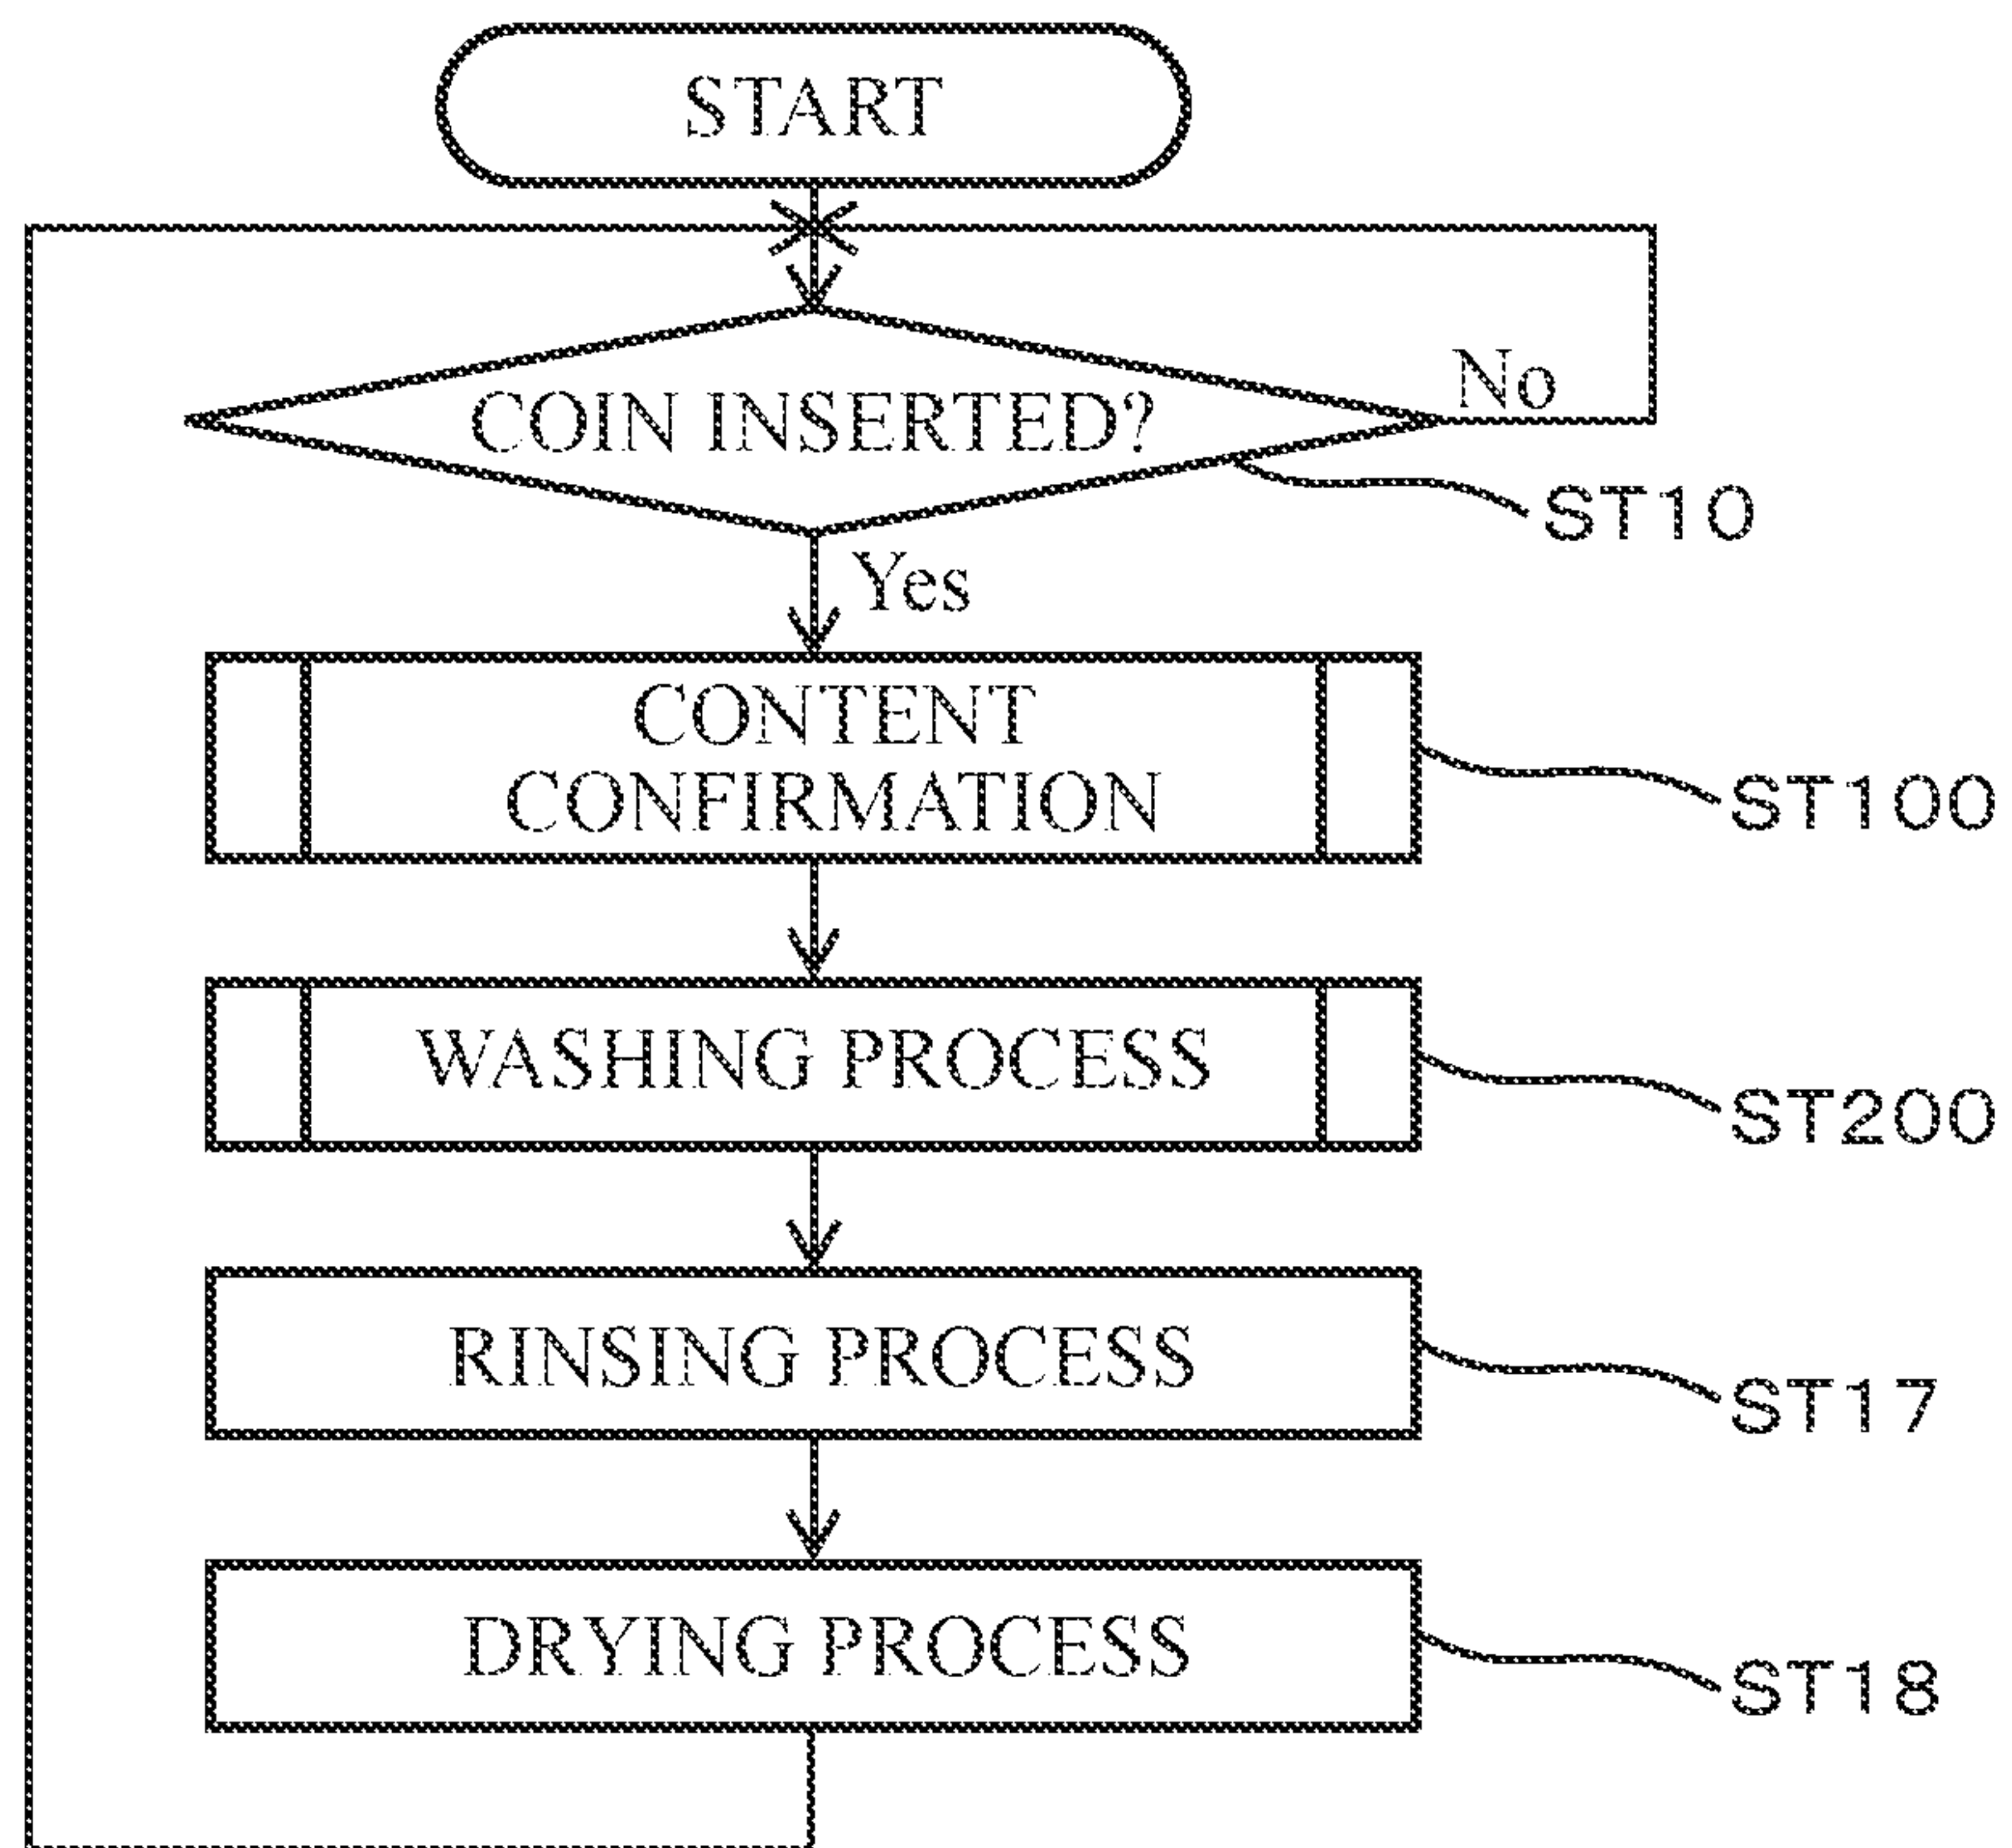 START
No
COIN INSERTED?
ST10
Yes
CONTENT
CONFIRMATION
ST100
WASHING PROCESS
ST200
RINSING PROCESS
ST17
DRYING PROCESS
ST18